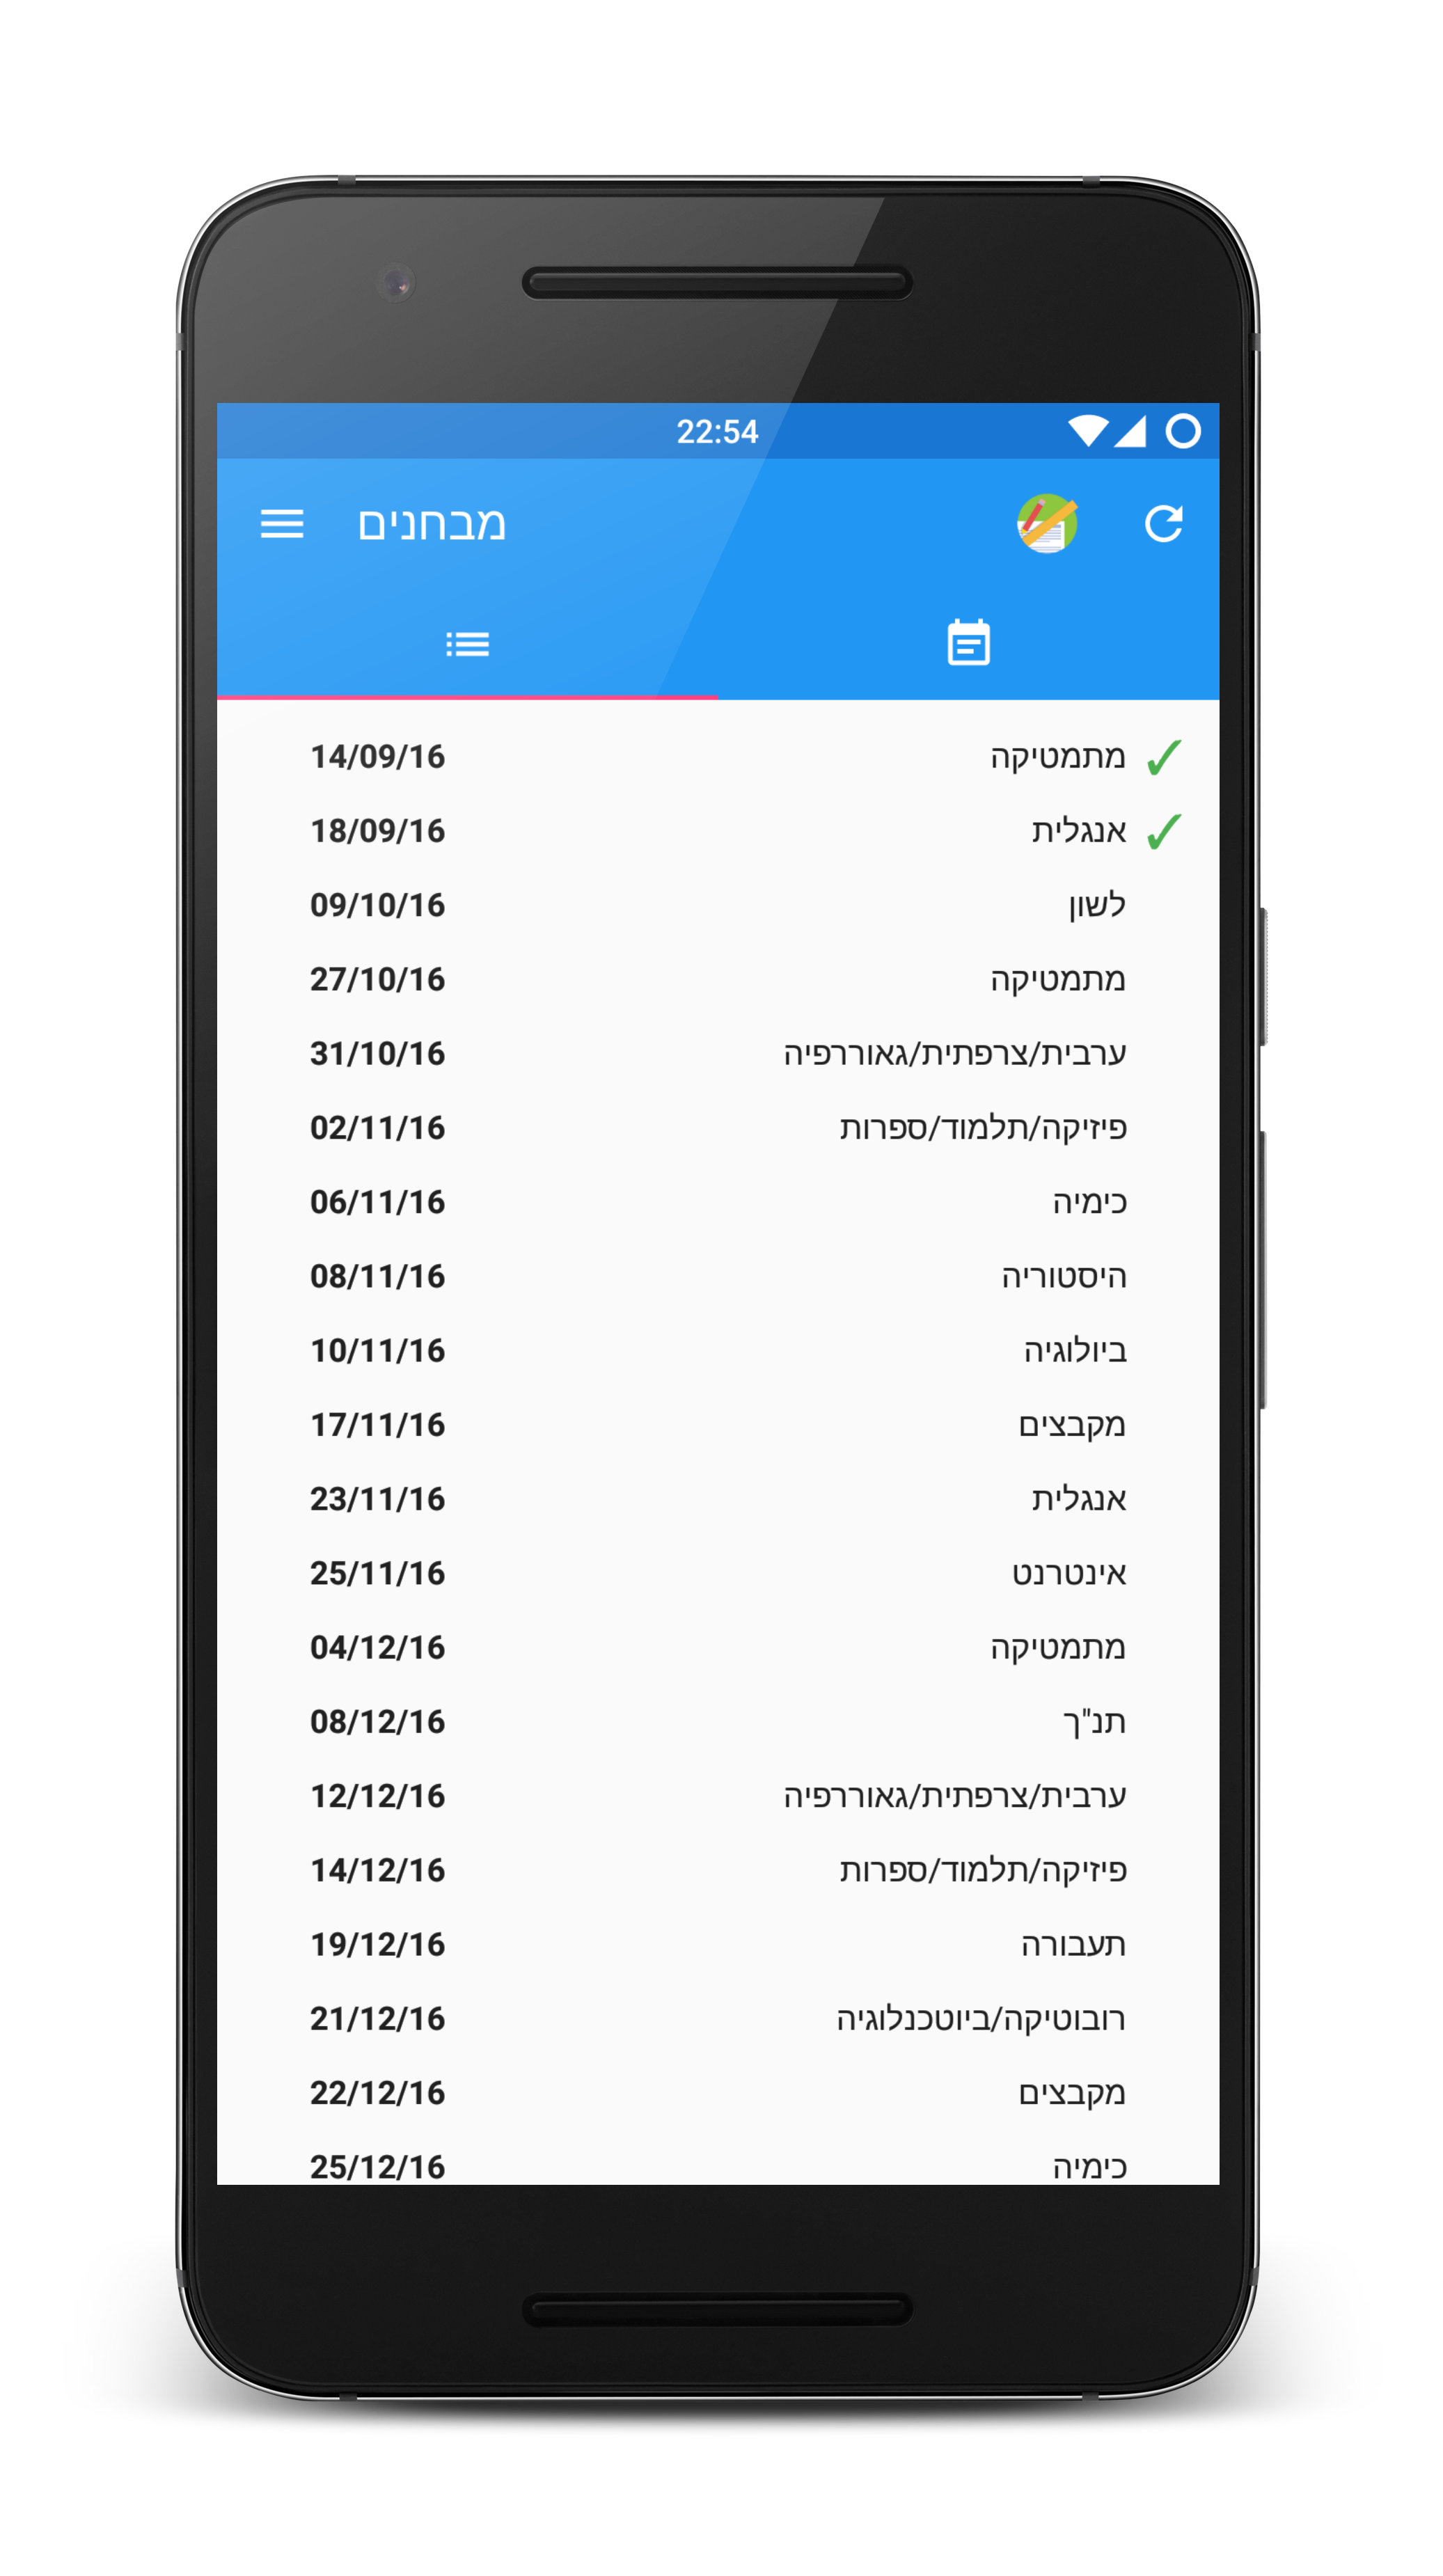 22:54
מבחנים
מתמטיקה 14/09/16
אנגלית 18/09/16
לשון 09/10/16
מתמטיקה 27/10/16
ערבית/צרפתית/גאוררפיה 31/10/16
פיזיקה/תלמוד/ספרות 02/11/16
כימיה 06/11/16
היסטוריה 08/11/16
ביולוגיה 10/11/16
מקבצים 17/11/16
אנגלית 23/11/16
אינטרנט 25/11/16
מתמטיקה 04/12/16
תנ"ך 08/12/16
ערבית/צרפתית/גאוררפיה 12/12/16
פיזיקה/תלמוד/ספרות 14/12/16
תעבורה 19/12/16
רובוטיקה/ביוטכנלוגיה 21/12/16
מקבצים 22/12/16
כימיה 25/12/16